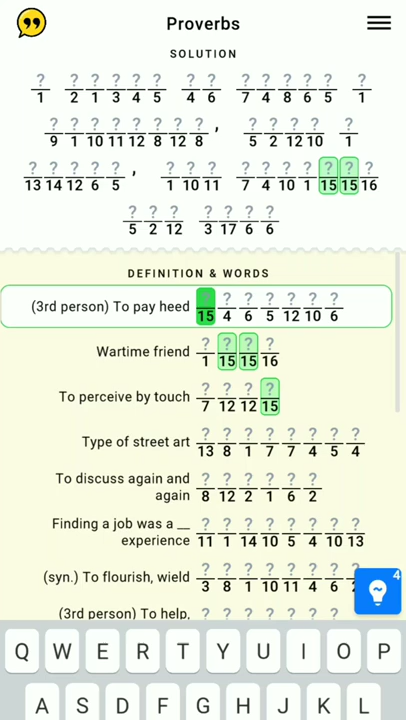 Proverbs
SOLUTION
? ? ? ? ? ? ? ? ? ? ? ? ? ?
1 2 1 3 4 5 4 6 7 4 8 6 5 1
? ? ? ? ? ? ? ? , ? ? ? ? ?
9 1 10 11 12 8 12 8 5 2 12 10 1
? ? ? ? ? ? ? ? ? ? ? ? ? ? ?
13 14 12 6 5 , 1 10 11 7 4 10 1 15 15 16
? ? ? ? ? ? ?
5 2 12 3 17 6 6
DEFINITION & WORDS
(3rd person) To pay heed ? ? ? ? ? ? ?
15 4 6 5 12 10 6
Wartime friend ? ? ? ?
1 15 15 16
To perceive by touch ? ? ? ?
7 12 12 15
Type of street art ? ? ? ? ? ? ? ?
13 8 1 7 7 4 5 4
To discuss again and again ? ? ? ? ? ?
8 12 2 1 6 2
Finding a job was a __ experience ? ? ? ? ? ? ? ?
11 1 14 10 5 4 10 13
(syn.) To flourish, wield ? ? ? ? ? ? ? ?
3 8 1 10 11 4 6 2
4
(3rd person) To help, ? ? ? ? ? ? ?
Q W E R T Y U I O P
A S D F G H J K L